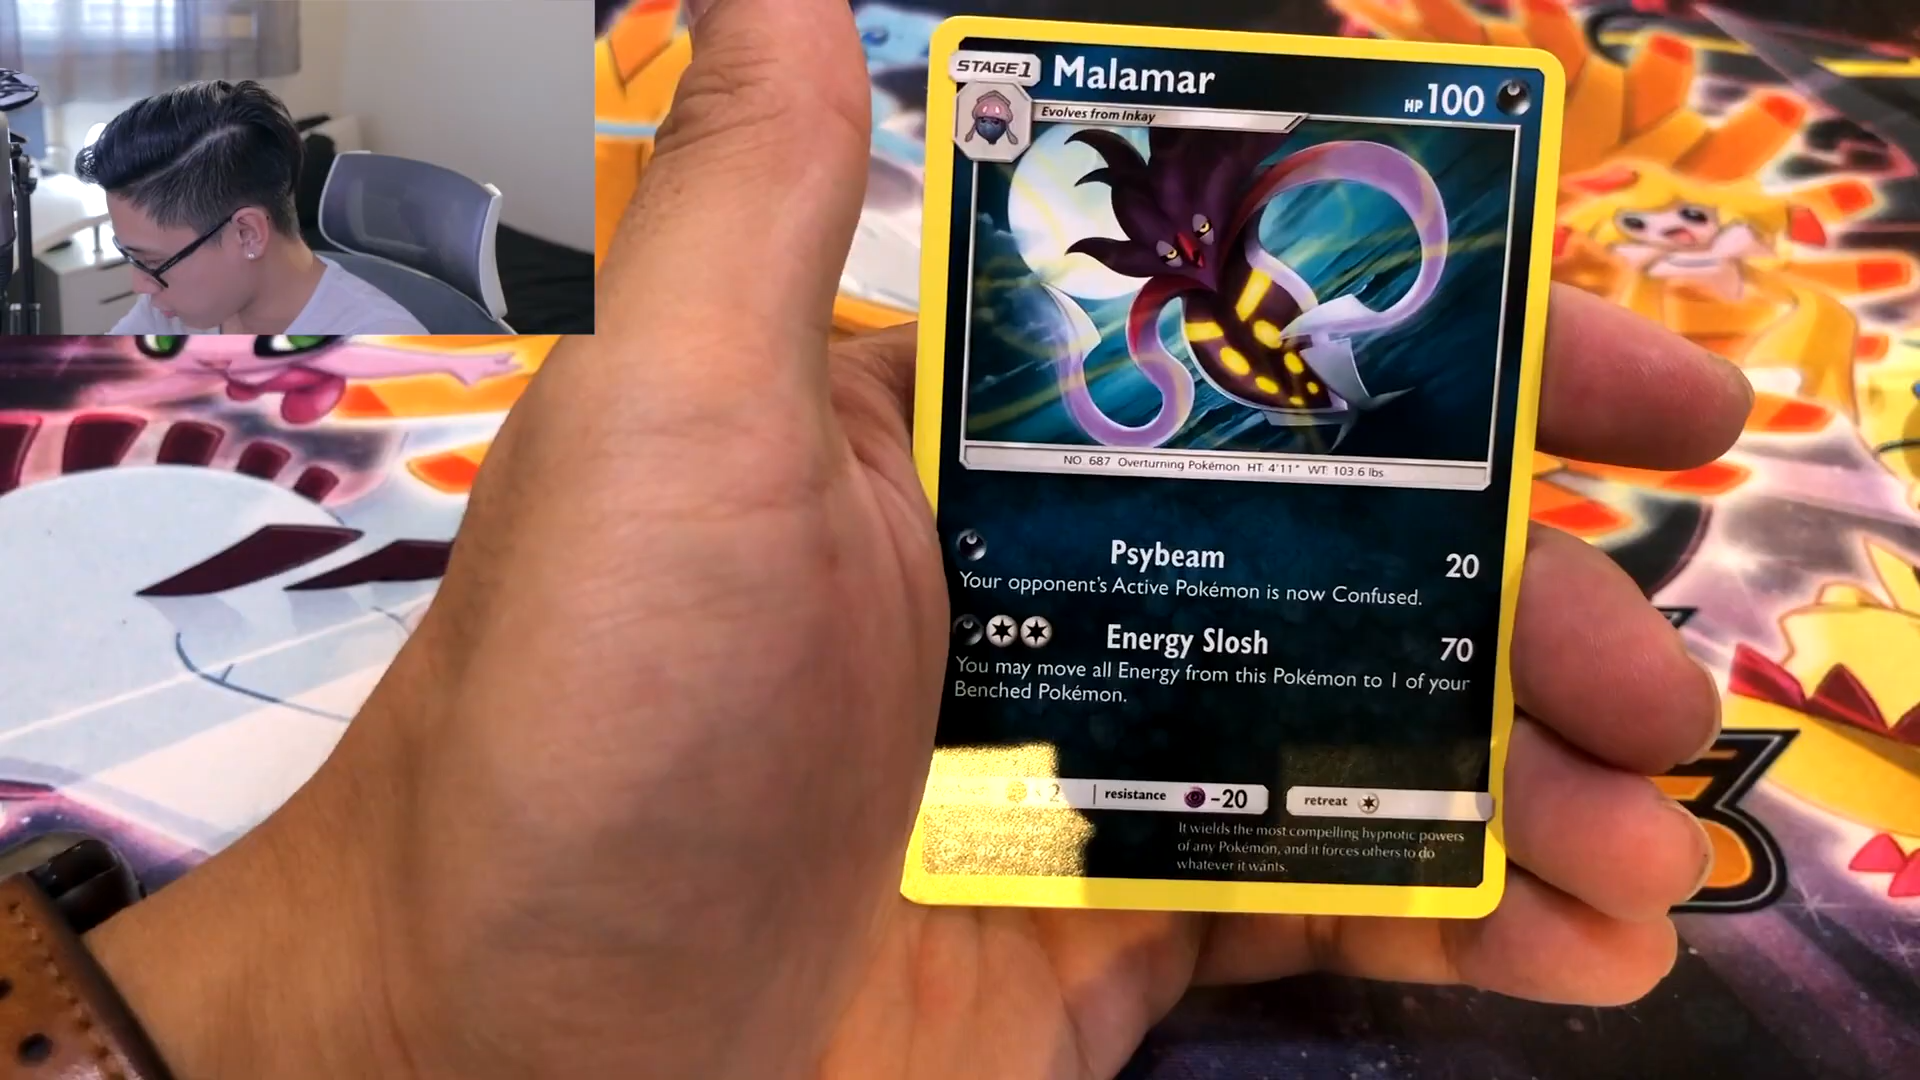 STAGE 1 Malamar HP 100
Evolves from Inkay
NO. 687 Overturning Pokémon HT: 4'11" WT: 103.6 lbs
Psybeam 20
Your opponent's Active Pokémon is now Confused.
Energy Slosh 70
You may move all Energy from this Pokémon to 1 of your
Benched Pokémon.
2 resistance -20 retreat
It wields the most compelling hypnotic powers
of any Pokémon, and it forces others to do
whatever it wants.